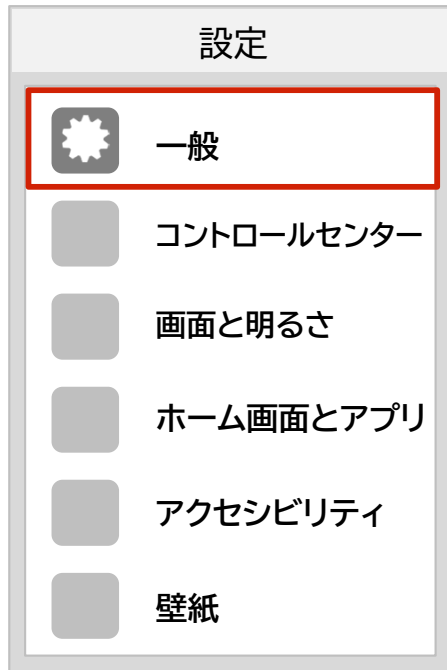 設定
一般
コントロールセンター
画面と明るさ
ホーム画面とアプリ
アクセシビリティ
壁紙